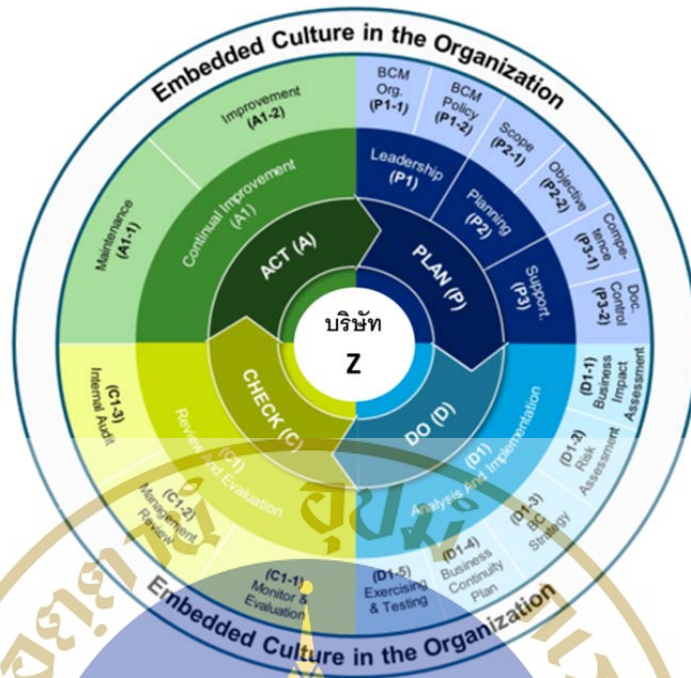 Embedded Culture in the Organization
BCM
Org.
(P1-1)
BCM
Policy
(P1-2)
Scope
(P2-1)
Objective
(P2-2)
Compe-
tence
(P3-1)
Doc.
Control
(P3-2)
Leadership
(P1)
Planning
(P2)
Support.
(P3)
PLAN (P)
Improvement
(A1-2)
Maintenance
(A1-1)
Continual Improvement
(A1)
ACT (A)
บริษัท
Z
(D1-1)
Business
Impact
Assessment
(D1-2)
Risk
Assessment
(D1-3)
BC
Strategy
(D1-4)
Business
Continuity
Plan
(D1-5)
Exercising
& Testing
(D1)
Analysis And Implementation
DO (D)
CHECK (C)
(C1)
Review And Evaluation
(C1-3)
Internal Audit
(C1-2)
Management
Review
(C1-1)
Monitor &
Evaluation
Embedded Culture in the Organization